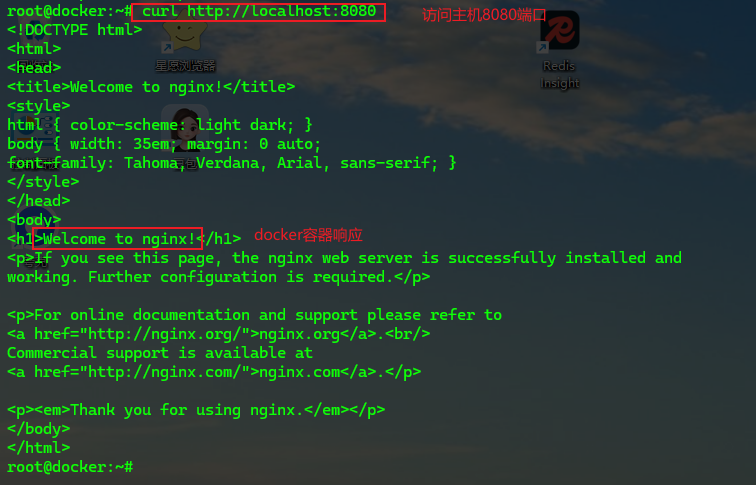 root@docker:~# curl http://localhost:8080 访问主机8080端口
<!DOCTYPE html>
<html>
<head>
星愿浏览器
Redis
Insight
<title>Welcome to nginx!</title>
<style>
html { color-scheme: light dark; }
body { width: 35em; margin: 0 auto;
font-family: Tahoma, Verdana, Arial, sans-serif; }
</style>
</head>
<body>
<h1>Welcome to nginx!</h1> docker容器响应
<p>If you see this page, the nginx web server is successfully installed and
working. Further configuration is required.</p>
<p>For online documentation and support please refer to
<a href="http://nginx.org/">nginx.org</a>.<br/>
Commercial support is available at
<a href="http://nginx.com/">nginx.com</a>.</p>
<p><em>Thank you for using nginx.</em></p>
</body>
</html>
root@docker:~#